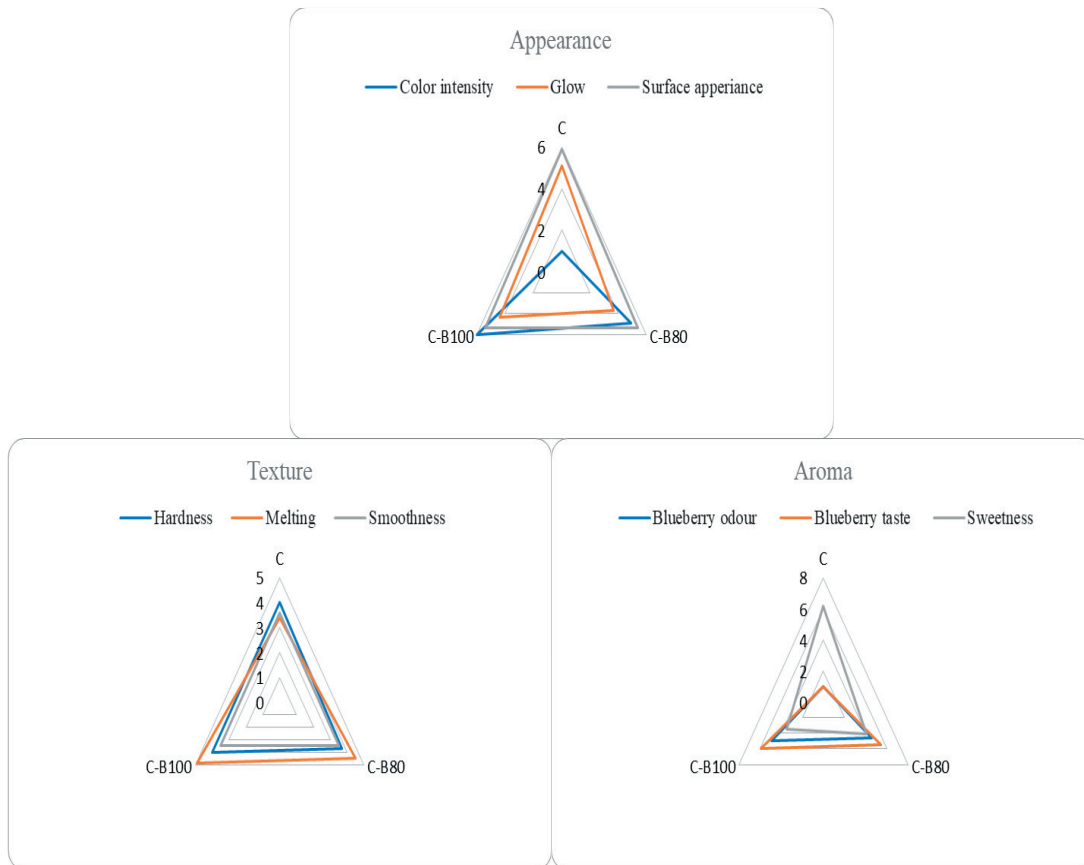 Appearance
Color intensity Glow Surface apperiance
C
6
4
2
0
C-B100 C-B80
Texture
Hardness Melting Smoothness
C
5
4
3
2
1
0
C-B100 C-B80
Aroma
Blueberry odour Blueberry taste Sweetness
C
8
6
4
2
0
C-B100 C-B80